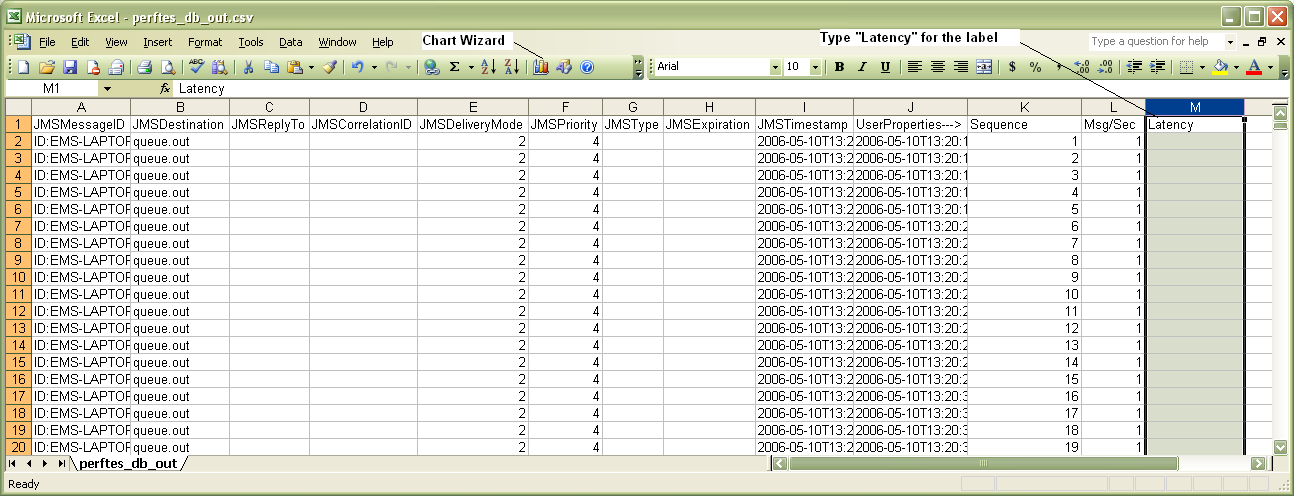 Microsoft Excel - perftes_db_out.csv
File Edit View Insert Format Tools Data Window Help Chart Wizard Type "Latency" for the label Type a question for help
Arial 10 B I U $ % ,
M1 fx Latency
A B C D E F G H I J K L M
1 JMSMessageID JMSDestination JMSReplyTo JMSCorrelationID JMSDeliveryMode JMSPriority JMSType JMSExpiration JMSTimestamp UserProperties---> Sequence Msg/Sec Latency
2 ID:EMS-LAPTOP queue.out 2 4 2006-05-10T13:2 2006-05-10T13:20:1 1 1
3 ID:EMS-LAPTOP queue.out 2 4 2006-05-10T13:2 2006-05-10T13:20:1 2 1
4 ID:EMS-LAPTOP queue.out 2 4 2006-05-10T13:2 2006-05-10T13:20:1 3 1
5 ID:EMS-LAPTOP queue.out 2 4 2006-05-10T13:2 2006-05-10T13:20:1 4 1
6 ID:EMS-LAPTOP queue.out 2 4 2006-05-10T13:2 2006-05-10T13:20:1 5 1
7 ID:EMS-LAPTOP queue.out 2 4 2006-05-10T13:2 2006-05-10T13:20:2 6 1
8 ID:EMS-LAPTOP queue.out 2 4 2006-05-10T13:2 2006-05-10T13:20:2 7 1
9 ID:EMS-LAPTOP queue.out 2 4 2006-05-10T13:2 2006-05-10T13:20:2 8 1
10 ID:EMS-LAPTOP queue.out 2 4 2006-05-10T13:2 2006-05-10T13:20:2 9 1
11 ID:EMS-LAPTOP queue.out 2 4 2006-05-10T13:2 2006-05-10T13:20:2 10 1
12 ID:EMS-LAPTOP queue.out 2 4 2006-05-10T13:2 2006-05-10T13:20:2 11 1
13 ID:EMS-LAPTOP queue.out 2 4 2006-05-10T13:2 2006-05-10T13:20:2 12 1
14 ID:EMS-LAPTOP queue.out 2 4 2006-05-10T13:2 2006-05-10T13:20:2 13 1
15 ID:EMS-LAPTOP queue.out 2 4 2006-05-10T13:2 2006-05-10T13:20:2 14 1
16 ID:EMS-LAPTOP queue.out 2 4 2006-05-10T13:2 2006-05-10T13:20:2 15 1
17 ID:EMS-LAPTOP queue.out 2 4 2006-05-10T13:2 2006-05-10T13:20:3 16 1
18 ID:EMS-LAPTOP queue.out 2 4 2006-05-10T13:2 2006-05-10T13:20:3 17 1
19 ID:EMS-LAPTOP queue.out 2 4 2006-05-10T13:2 2006-05-10T13:20:3 18 1
20 ID:EMS-LAPTOP queue.out 2 4 2006-05-10T13:2 2006-05-10T13:20:3 19 1
perftes_db_out
Ready